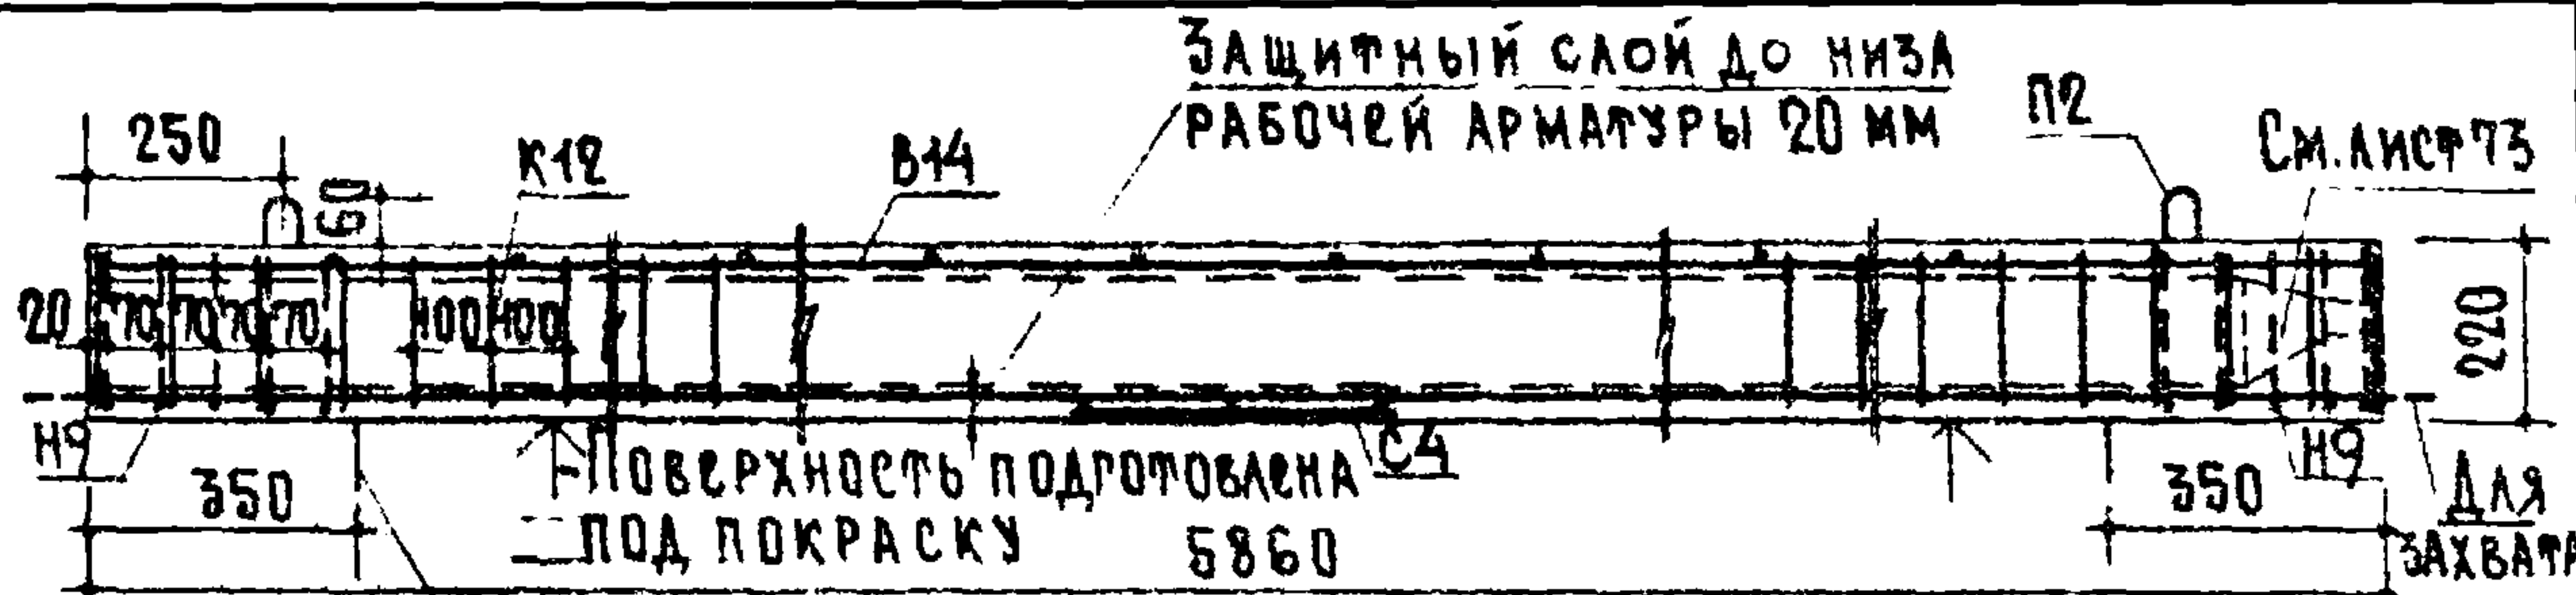 ЗАЩИТНЫЙ СЛОЙ ДО НИЗА
РАБОЧЕЙ АРМАТУРЫ 20 ММ
П2
СМ. ЛИСТ 73
250
К12
В14
60
20
70 70 70 70
100 100
220
Н9
350
ПОВЕРХНОСТЬ ПОДГОТОВЛЕНА
ПОД ПОКРАСКУ
С4
5860
Н9
350
ДЛЯ
ЗАХВАТА